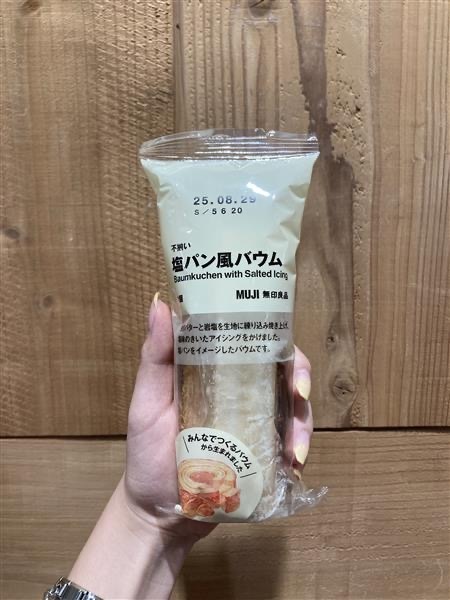 25.08.29
S/5620
不揃い
塩パン風バウム
Baumkuchen with Salted Icing
MUJI 無印良品
バターと岩塩を生地に練り込み焼き上げ、
味のきいたアイシングをかけました。
パンをイメージしたバウムです。
みんなでつくるバウム
から生まれました